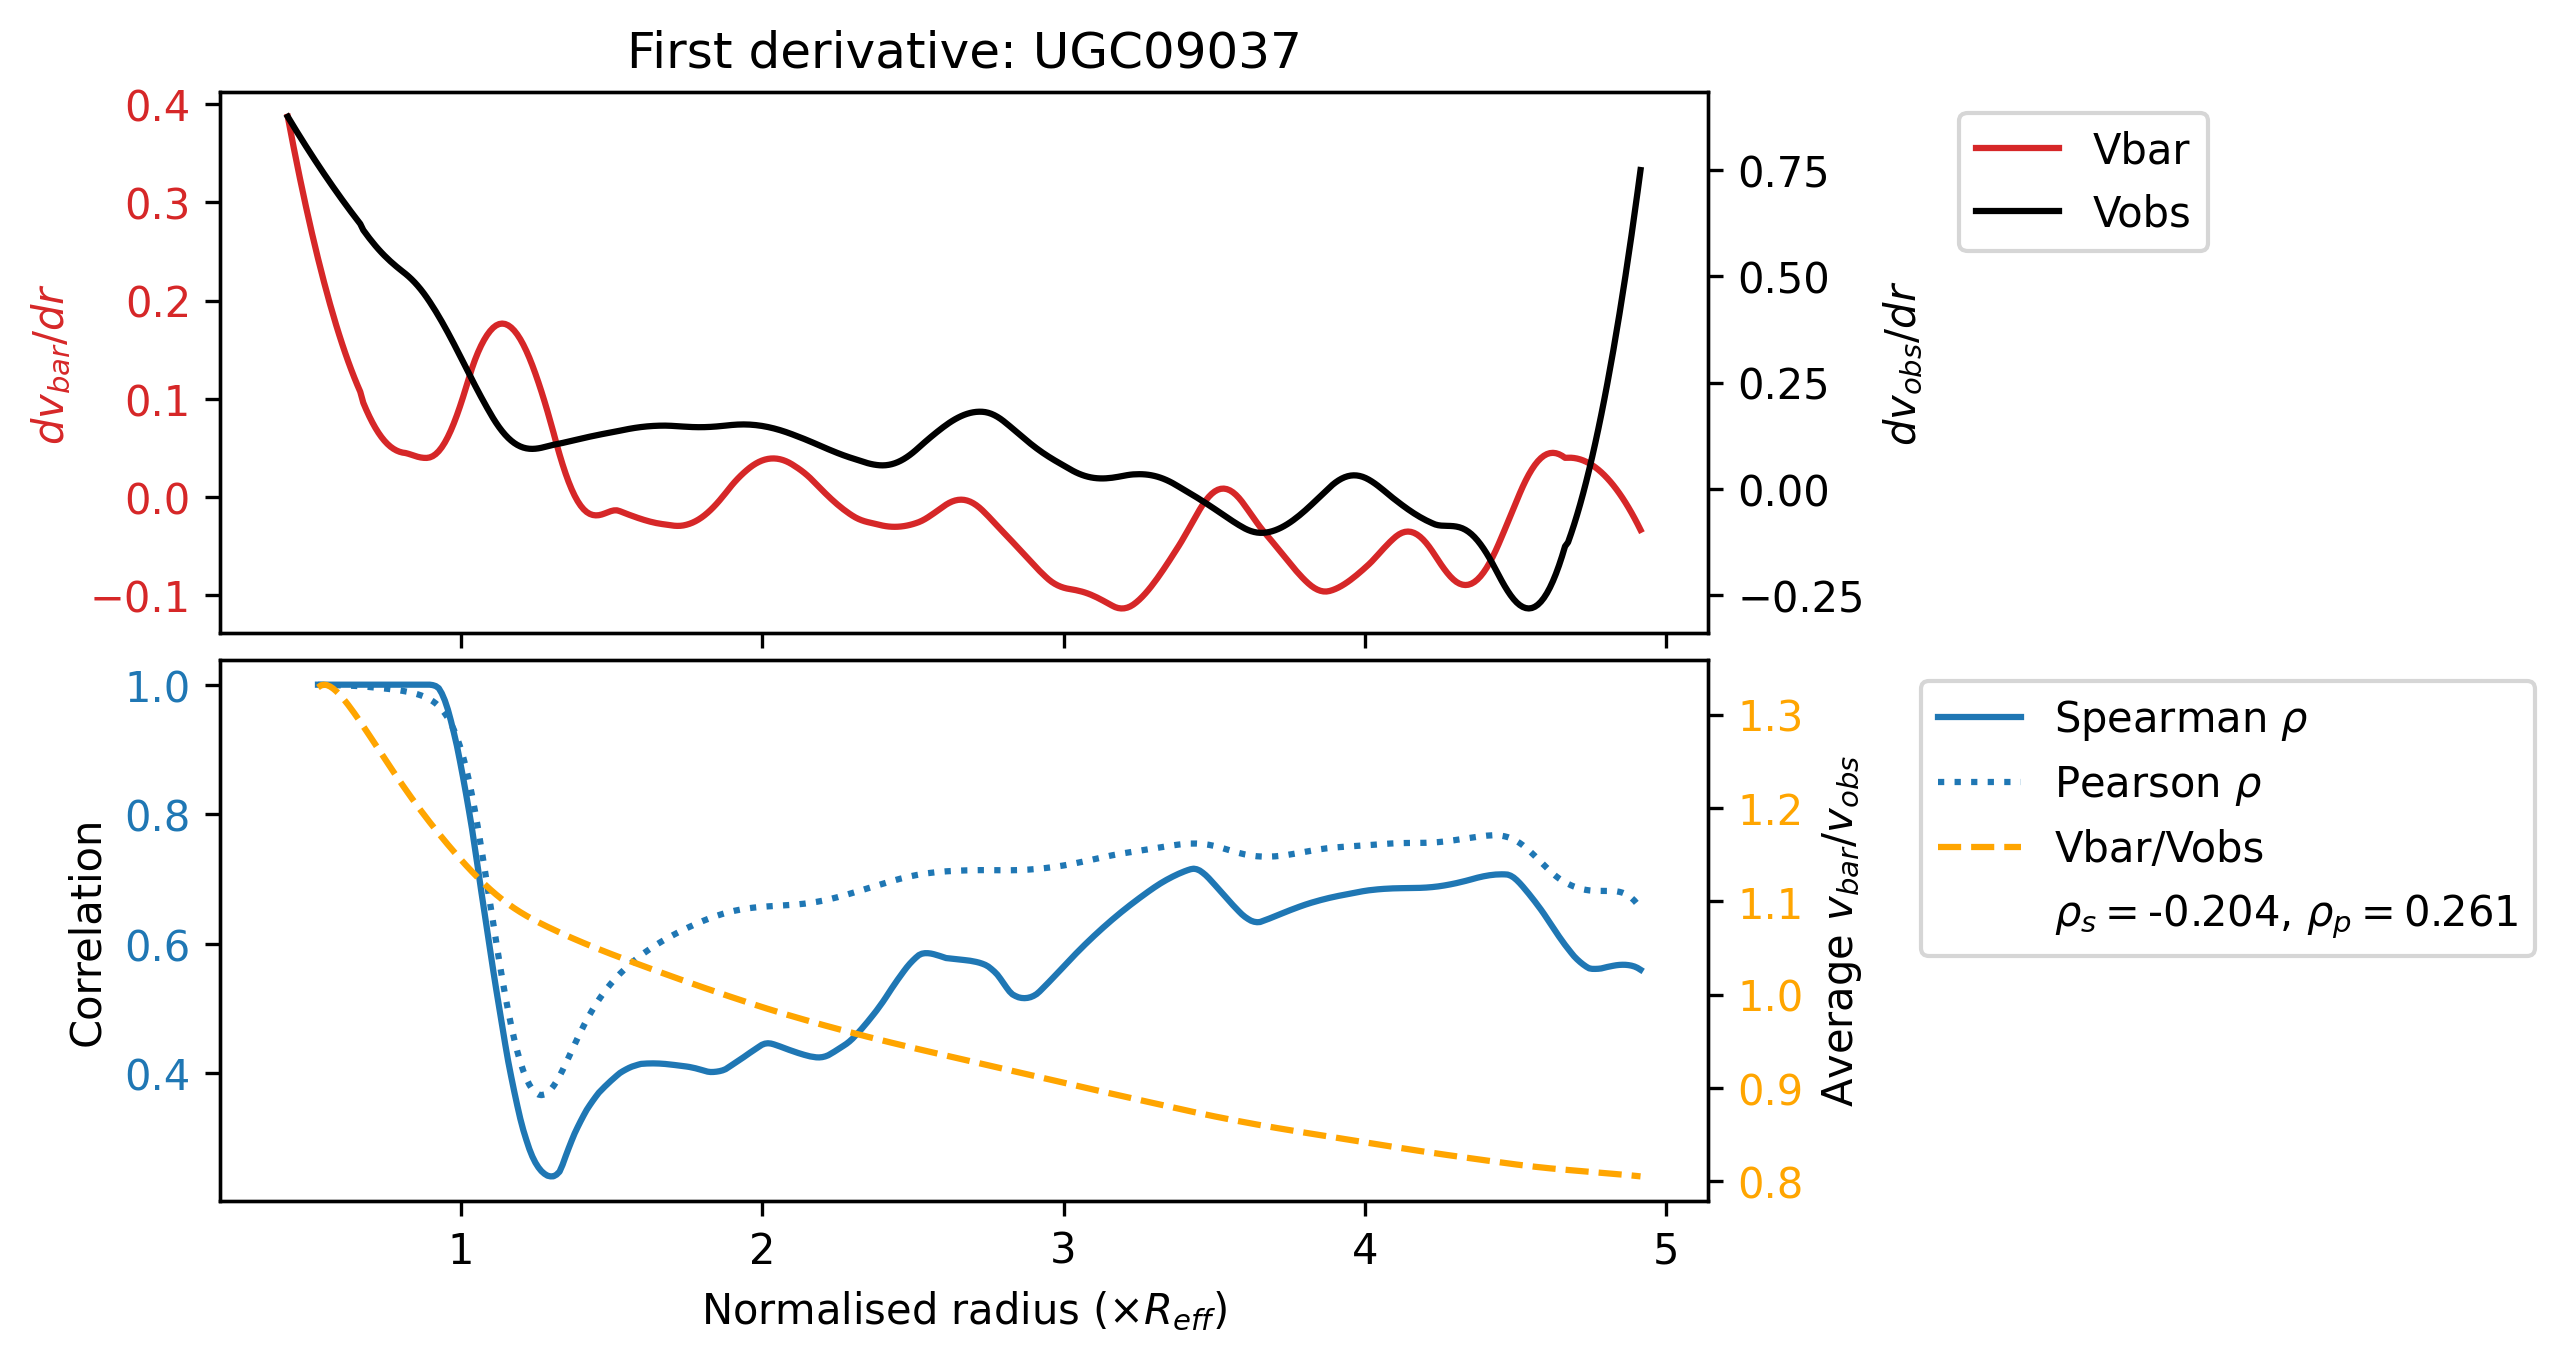 First derivative: UGC09037
0.4
0.3
0.2
0.1
0.0
−0.1
dv_bar/dr
0.75
0.50
0.25
0.00
−0.25
dv_obs/dr
Vbar
Vobs
1.0
0.8
0.6
0.4
Correlation
1.3
1.2
1.1
1.0
0.9
0.8
Average v_bar/v_obs
Spearman ρ
Pearson ρ
Vbar/Vobs
ρ_s = -0.204, ρ_p = 0.261
1 2 3 4 5
Normalised radius (×R_eff)